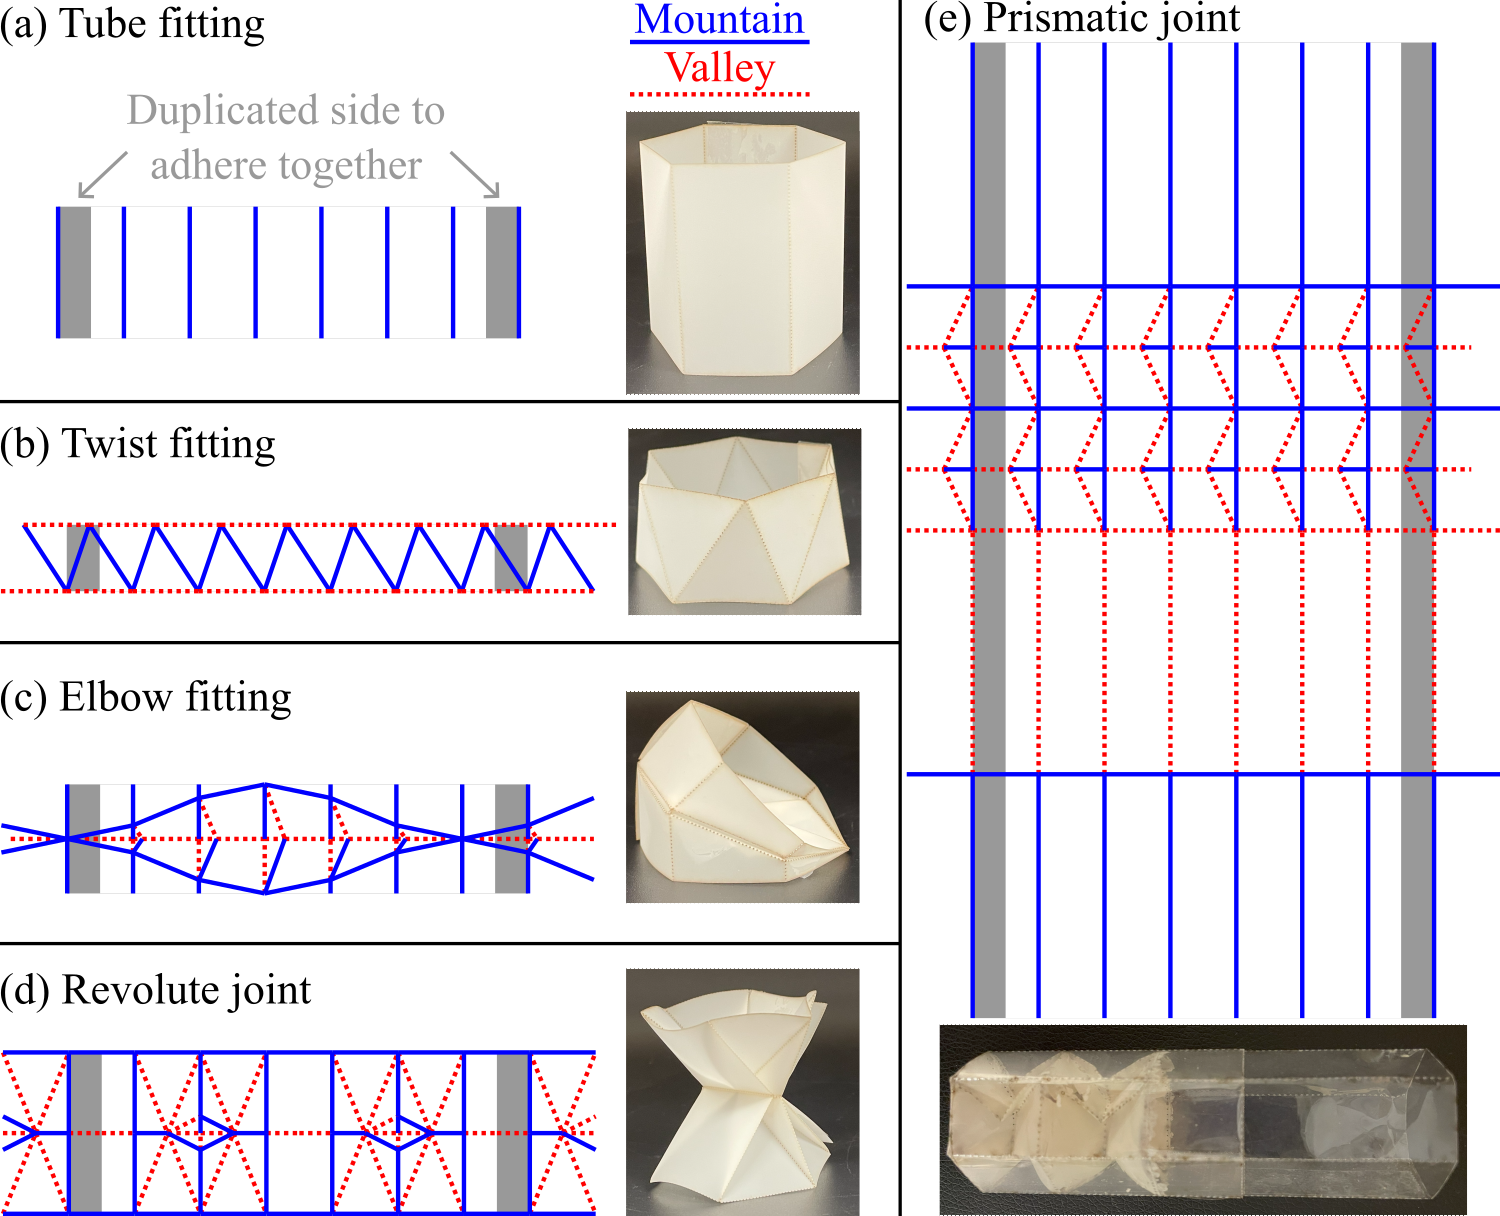 (a) Tube fitting
Mountain
Valley
Duplicated side to
adhere together
(b) Twist fitting
(c) Elbow fitting
(d) Revolute joint
(e) Prismatic joint